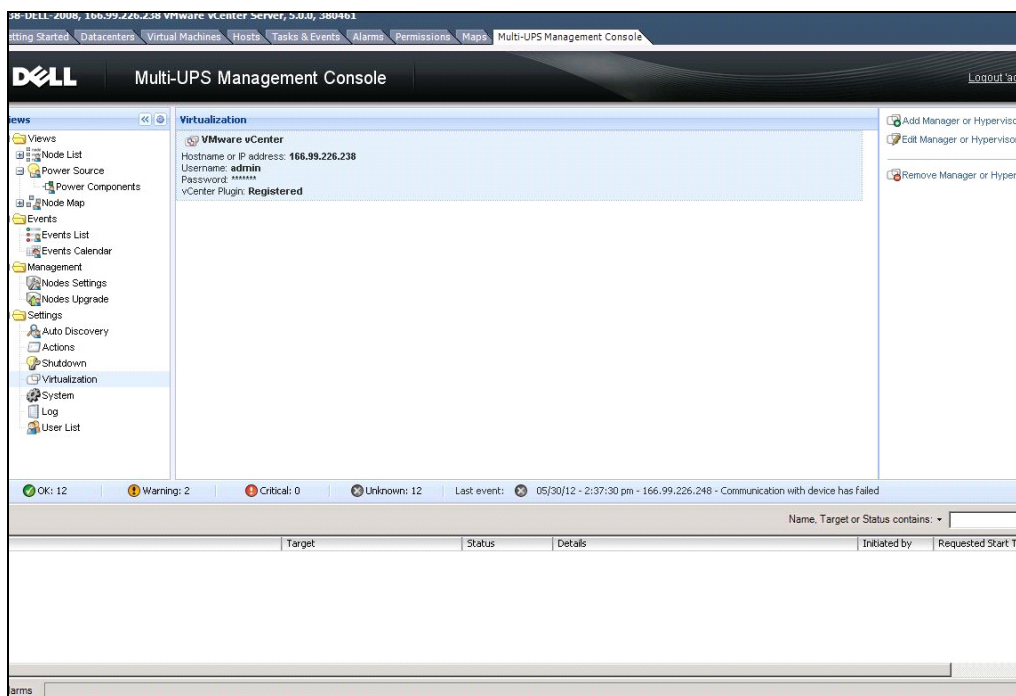 38-DELL-2008, 166.99.226.238 VMware vCenter Server, 5.0.0, 380461
etting Started Datacenters Virtual Machines Hosts Tasks & Events Alarms Permissions Maps Multi-UPS Management Console
DELL Multi-UPS Management Console Logout 'ad
iews Virtualization
Views
Node List
Power Source
Power Components
Node Map
Events
Events List
Events Calendar
Management
Nodes Settings
Nodes Upgrade
Settings
Auto Discovery
Actions
Shutdown
Virtualization
System
Log
User List
VMware vCenter
Hostname or IP address: 166.99.226.238
Username: admin
Password: *******
vCenter Plugin: Registered
Add Manager or Hyperviso
Edit Manager or Hyperviso
Remove Manager or Hyper
OK: 12 Warning: 2 Critical: 0 Unknown: 12 Last event: 05/30/12 - 2:37:30 pm - 166.99.226.248 - Communication with device has failed
Name, Target or Status contains:
Target Status Details Initiated by Requested Start T
larms